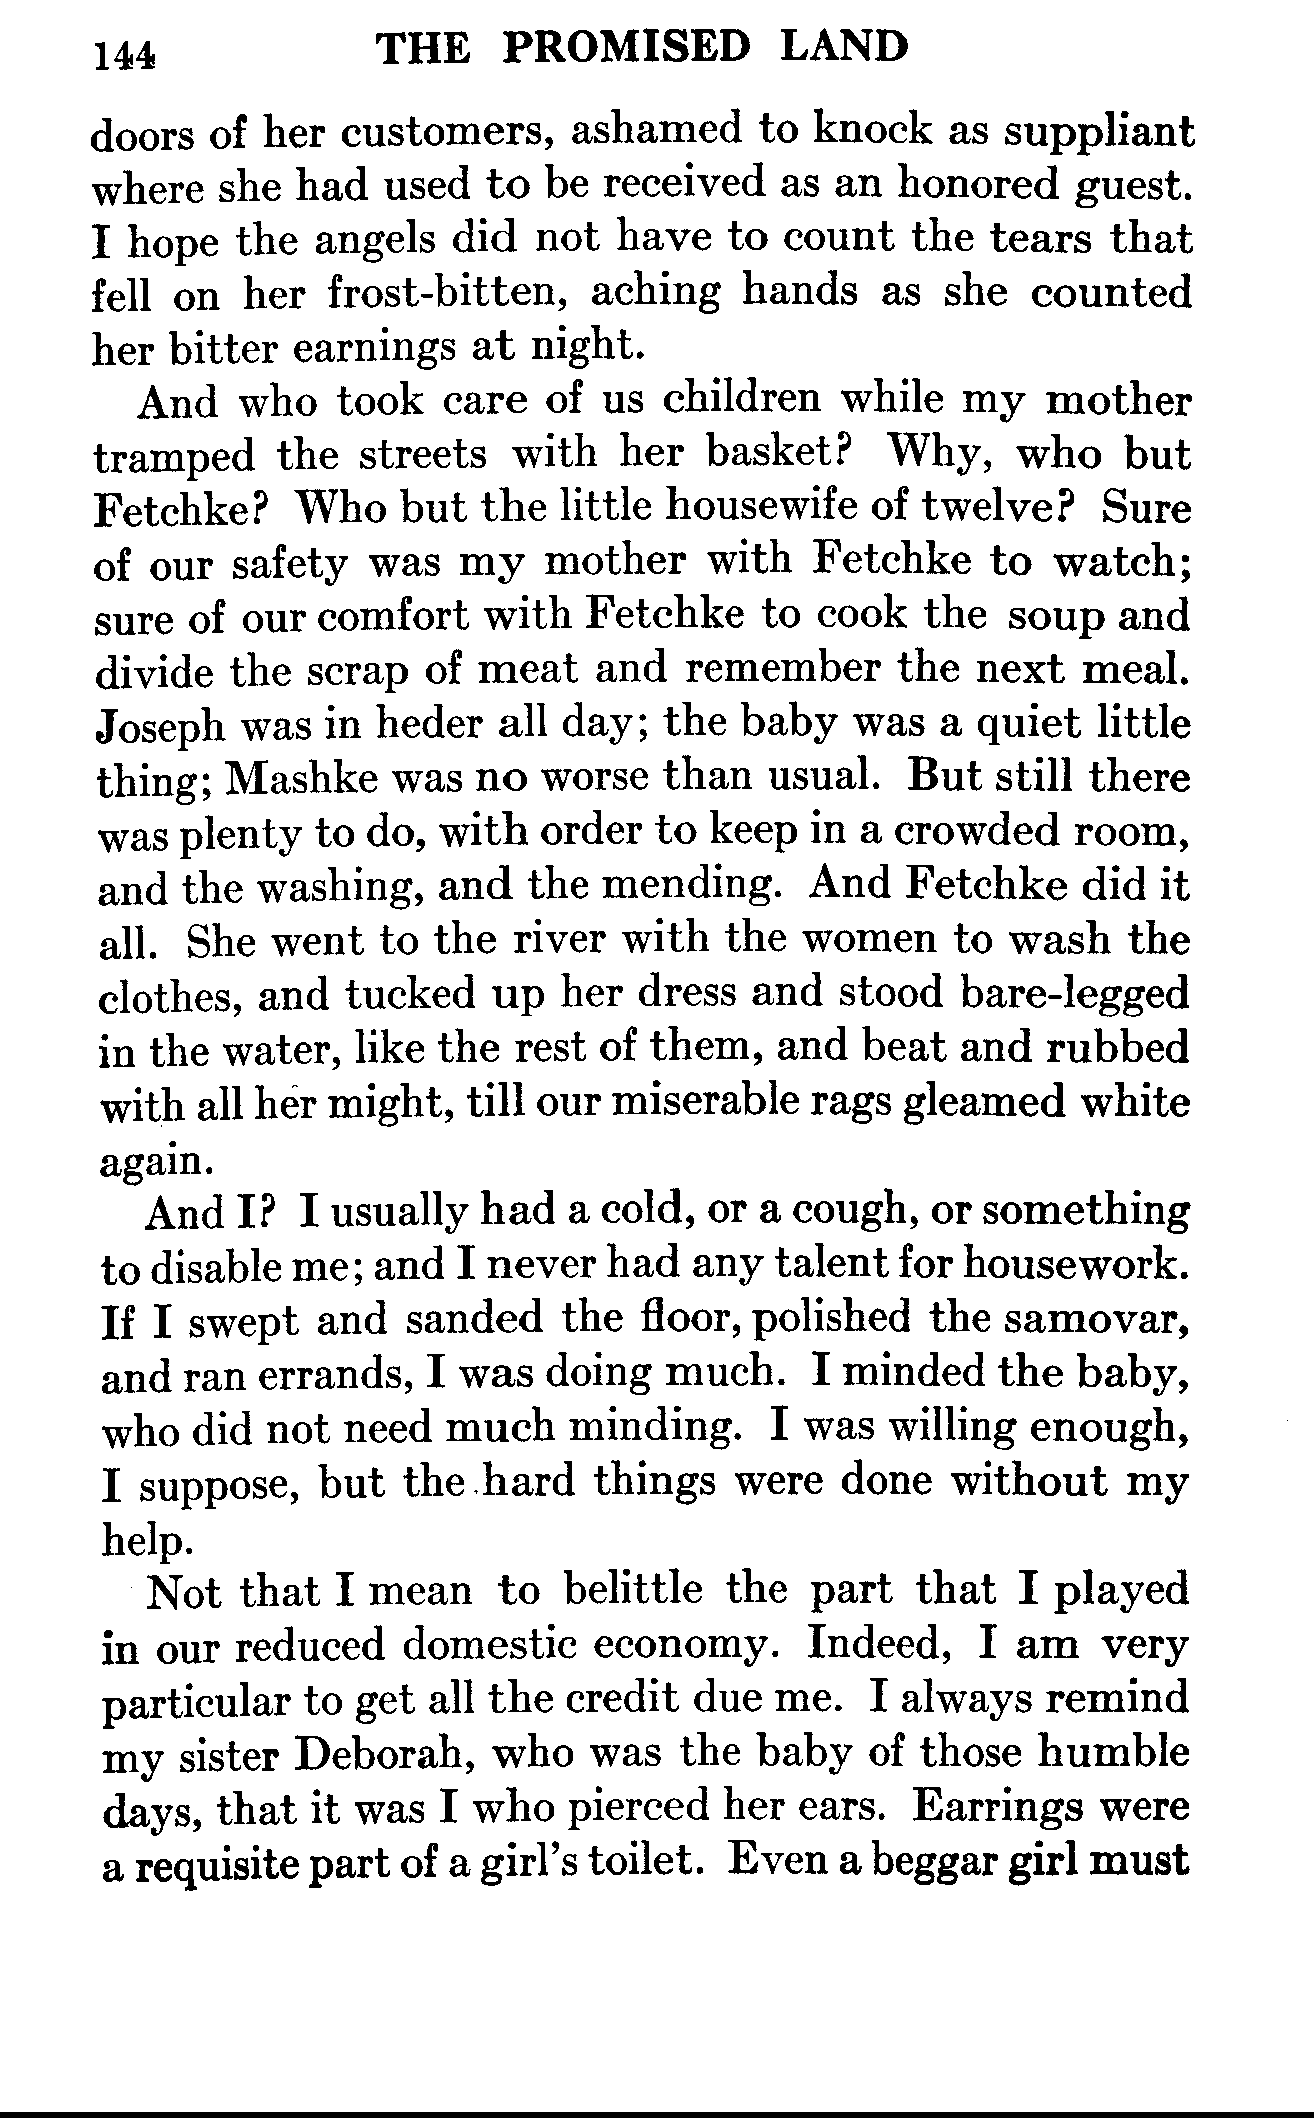 144 THE PROMISED LAND
doors of her customers, ashamed to knock as suppliant
where she had used to be received as an honored guest.
I hope the angels did not have to count the tears that
fell on her frost-bitten, aching hands as she counted
her bitter earnings at night.
And who took care of us children while my mother
tramped the streets with her basket? Why, who but
Fetchke? Who but the little housewife of twelve? Sure
of our safety was my mother with Fetchke to watch;
sure of our comfort with Fetchke to cook the soup and
divide the scrap of meat and remember the next meal.
Joseph was in heder all day; the baby was a quiet little
thing; Mashke was no worse than usual. But still there
was plenty to do, with order to keep in a crowded room,
and the washing, and the mending. And Fetchke did it
all. She went to the river with the women to wash the
clothes, and tucked up her dress and stood bare-legged
in the water, like the rest of them, and beat and rubbed
with all her might, till our miserable rags gleamed white
again.
And I? I usually had a cold, or a cough, or something
to disable me; and I never had any talent for housework.
If I swept and sanded the floor, polished the samovar,
and ran errands, I was doing much. I minded the baby,
who did not need much minding. I was willing enough,
I suppose, but the hard things were done without my
help.
Not that I mean to belittle the part that I played
in our reduced domestic economy. Indeed, I am very
particular to get all the credit due me. I always remind
my sister Deborah, who was the baby of those humble
days, that it was I who pierced her ears. Earrings were
a requisite part of a girl's toilet. Even a beggar girl must